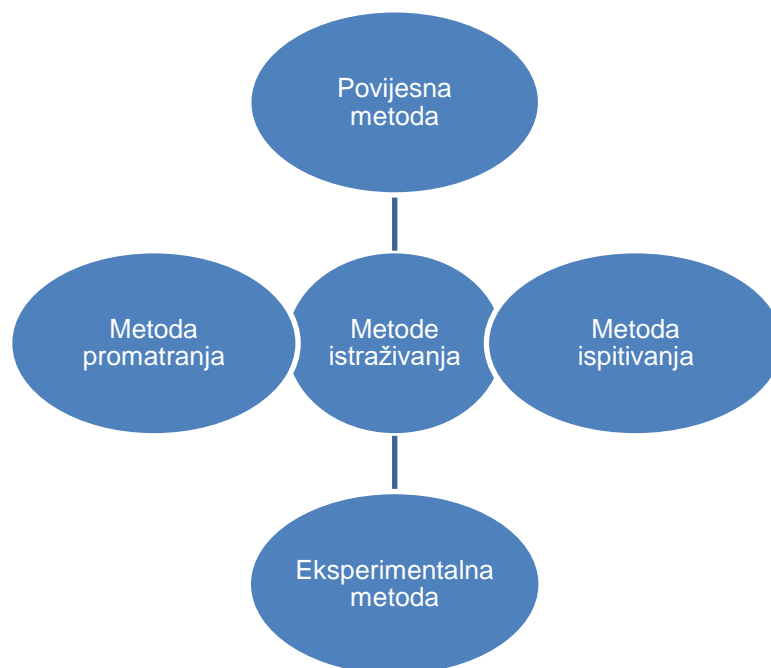 Povijesna
metoda
Metoda
promatranja
Metode
istraživanja
Metoda
ispitivanja
Eksperimentalna
metoda